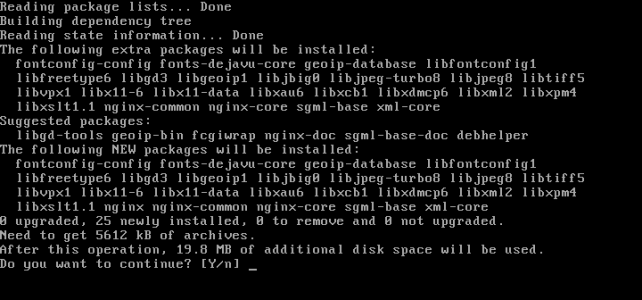 Reading package lists... Done
Building dependency tree
Reading state information... Done
The following extra packages will be installed:
fontconfig-config fonts-dejavu-core geoip-database libfontconfig1
libfreetype6 libgd3 libgeoip1 libjbig0 libjpeg-turbo8 libjpeg8 libtiff5
libvpx1 libx11-6 libx11-data libxau6 libxcb1 libxdmcp6 libxml2 libxpm4
libxslt1.1 nginx-common nginx-core sgml-base xml-core
Suggested packages:
libgd-tools geoip-bin fcgiwrap nginx-doc sgml-base-doc debhelper
The following NEW packages will be installed:
fontconfig-config fonts-dejavu-core geoip-database libfontconfig1
libfreetype6 libgd3 libgeoip1 libjbig0 libjpeg-turbo8 libjpeg8 libtiff5
libvpx1 libx11-6 libx11-data libxau6 libxcb1 libxdmcp6 libxml2 libxpm4
libxslt1.1 nginx nginx-common nginx-core sgml-base xml-core
0 upgraded, 25 newly installed, 0 to remove and 0 not upgraded.
Need to get 5612 kB of archives.
After this operation, 19.8 MB of additional disk space will be used.
Do you want to continue? [Y/n] _